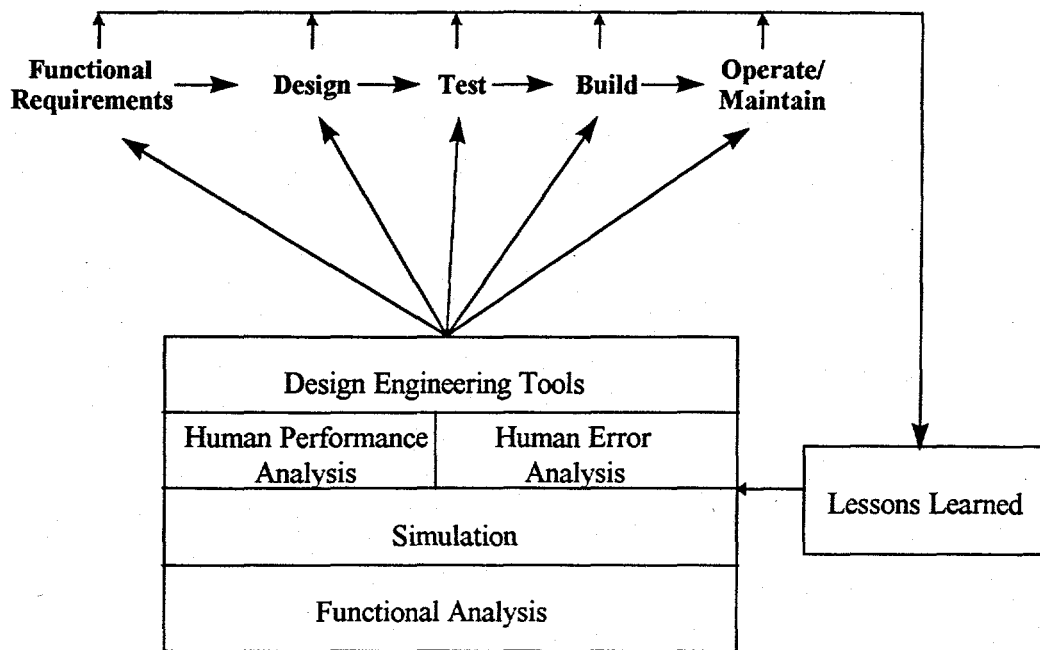 Functional
Requirements
Design
Test
Build
Operate/
Maintain
Design Engineering Tools
Human Performance
Analysis
Human Error
Analysis
Simulation
Functional Analysis
Lessons Learned